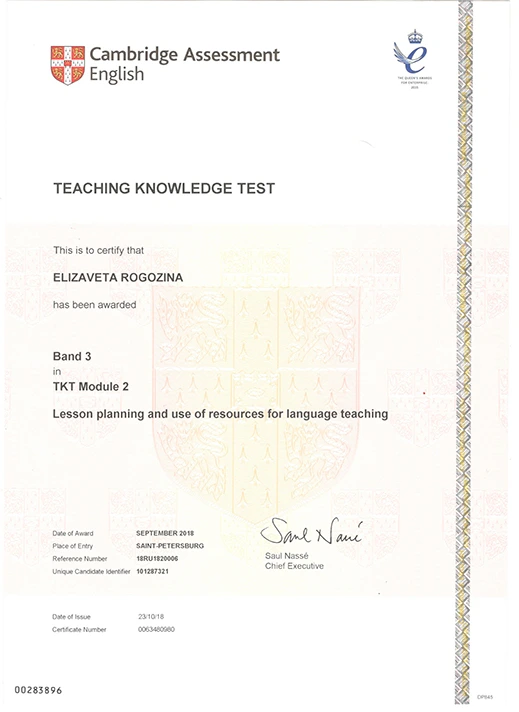 Cambridge Assessment
English
THE QUEEN'S AWARDS
FOR ENTERPRISE
TEACHING KNOWLEDGE TEST
This is to certify that
ELIZAVETA ROGOZINA
has been awarded
Band 3
in
TKT Module 2
Lesson planning and use of resources for language teaching
Date of Award SEPTEMBER 2018
Place of Entry SAINT-PETERSBURG
Reference Number 18RU1820006
Unique Candidate Identifier 101287321
Saul Nassé
Saul Nassé
Chief Executive
Date of Issue 23/10/18
Certificate Number 0063480980
00283896